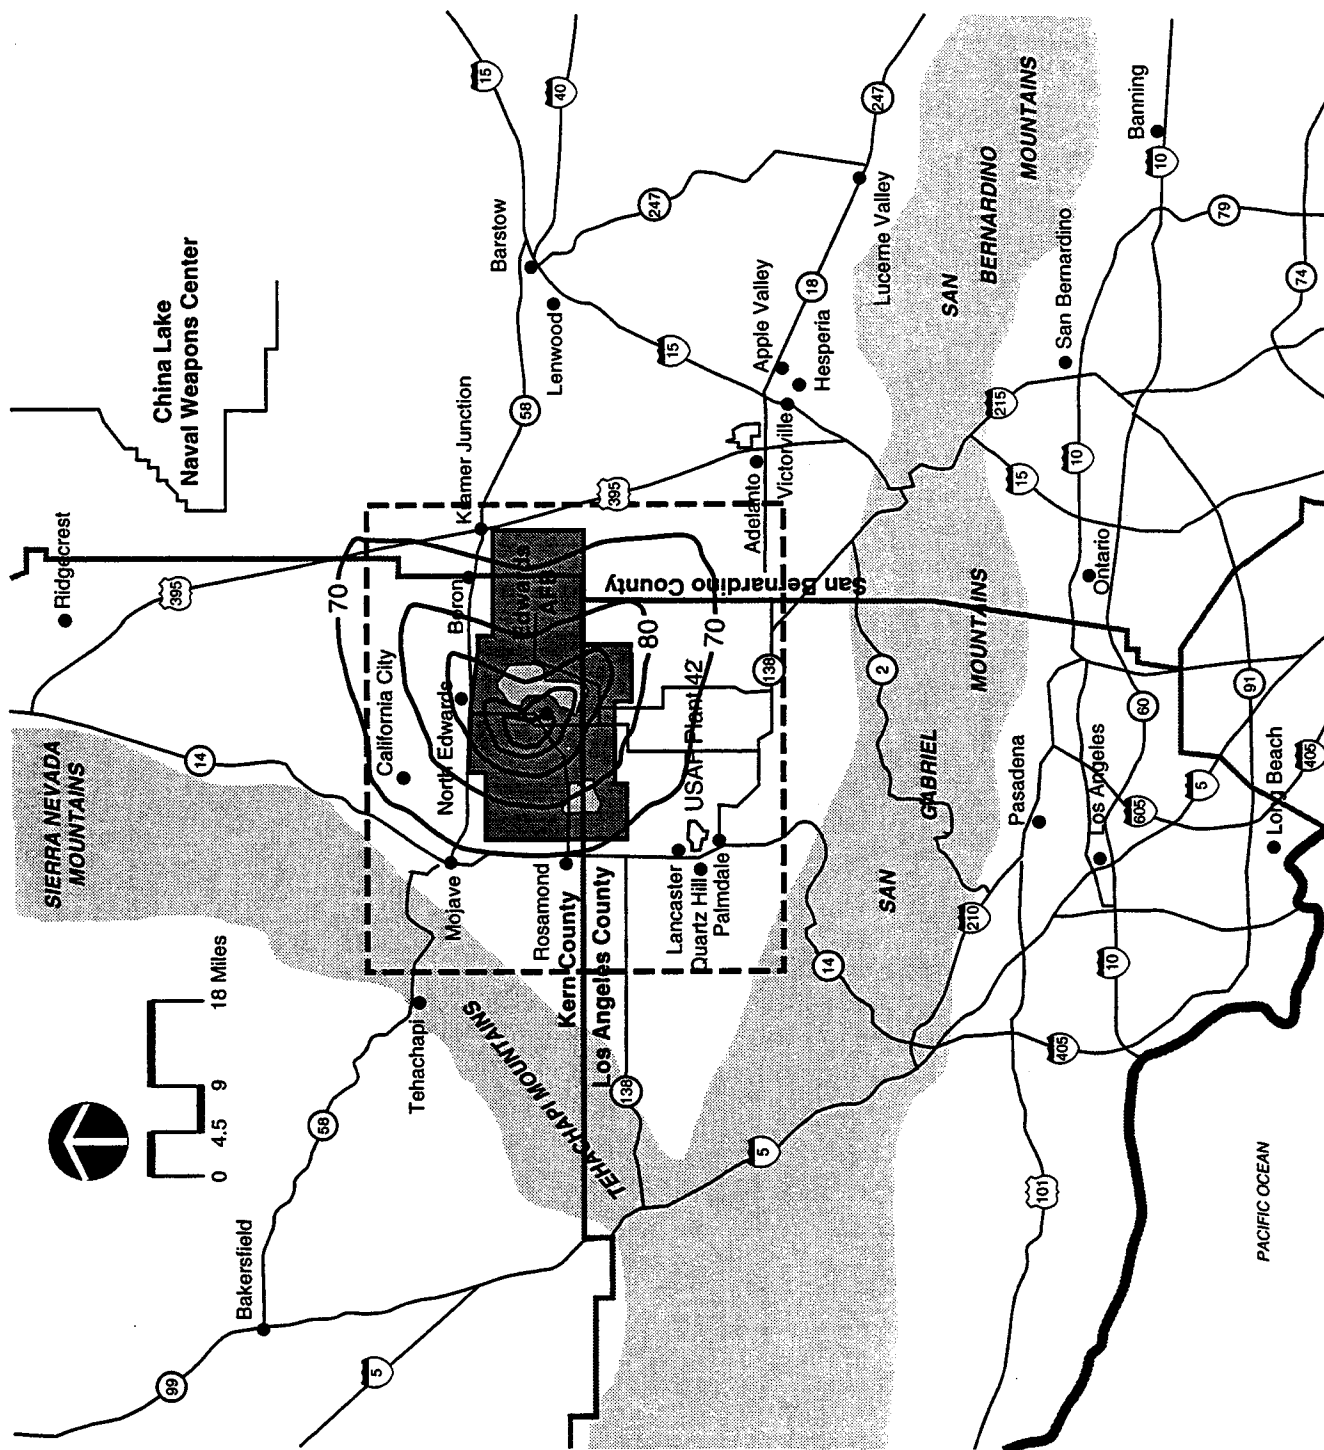 China Lake
Naval Weapons Center
Ridgecrest
395
15
40
SIERRA NEVADA
MOUNTAINS
14
California City
70
Boron
Kramer Junction
58
Barstow
Lenwood
247
247
18 Miles
9
4.5
0
Tehachapi
58
Bakersfield
99
5
Mojave
North Edwards
Edwards
AFB
395
15
Rosamond
Kern County
Los Angeles County
San Bernardino County
TEHACHAPI MOUNTAINS
138
80
70
Lancaster
Quartz Hill
Palmdale
USAF Plant 42
138
Adelanto
Victorville
Apple Valley
Hesperia
18
Lucerne Valley
5
14
2
SAN
GABRIEL
MOUNTAINS
SAN
BERNARDINO
MOUNTAINS
215
15
San Bernardino
10
Banning
10
79
74
Ontario
60
91
Pasadena
Los Angeles
605
5
405
Long Beach
210
10
405
101
PACIFIC OCEAN